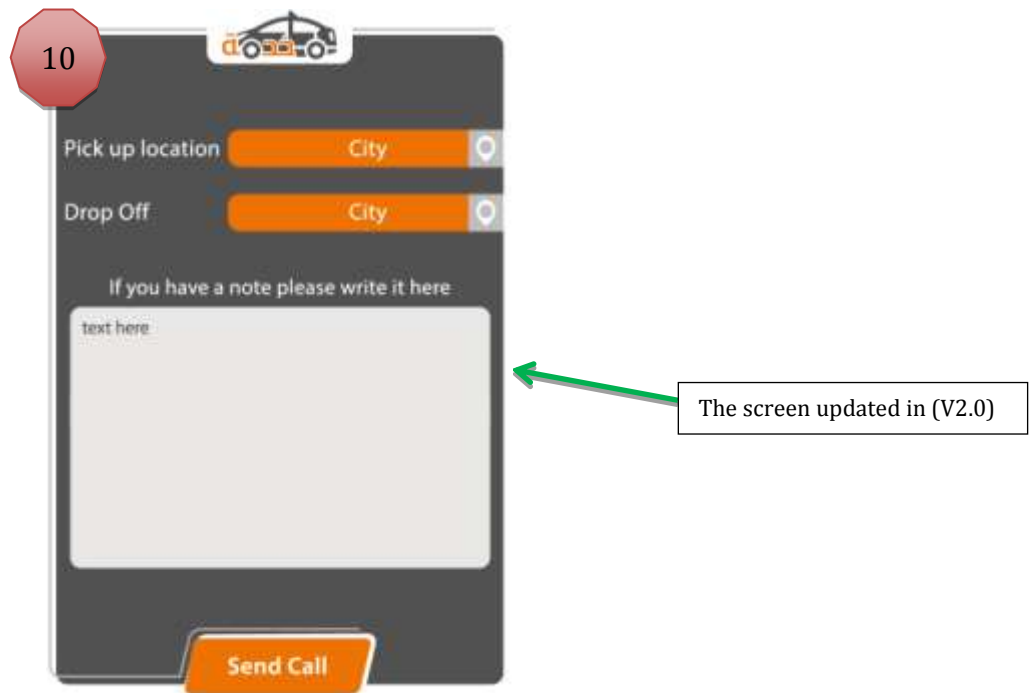 10
Pick up location City
Drop Off City
If you have a note please write it here
text here
The screen updated in (V2.0)
Send Call